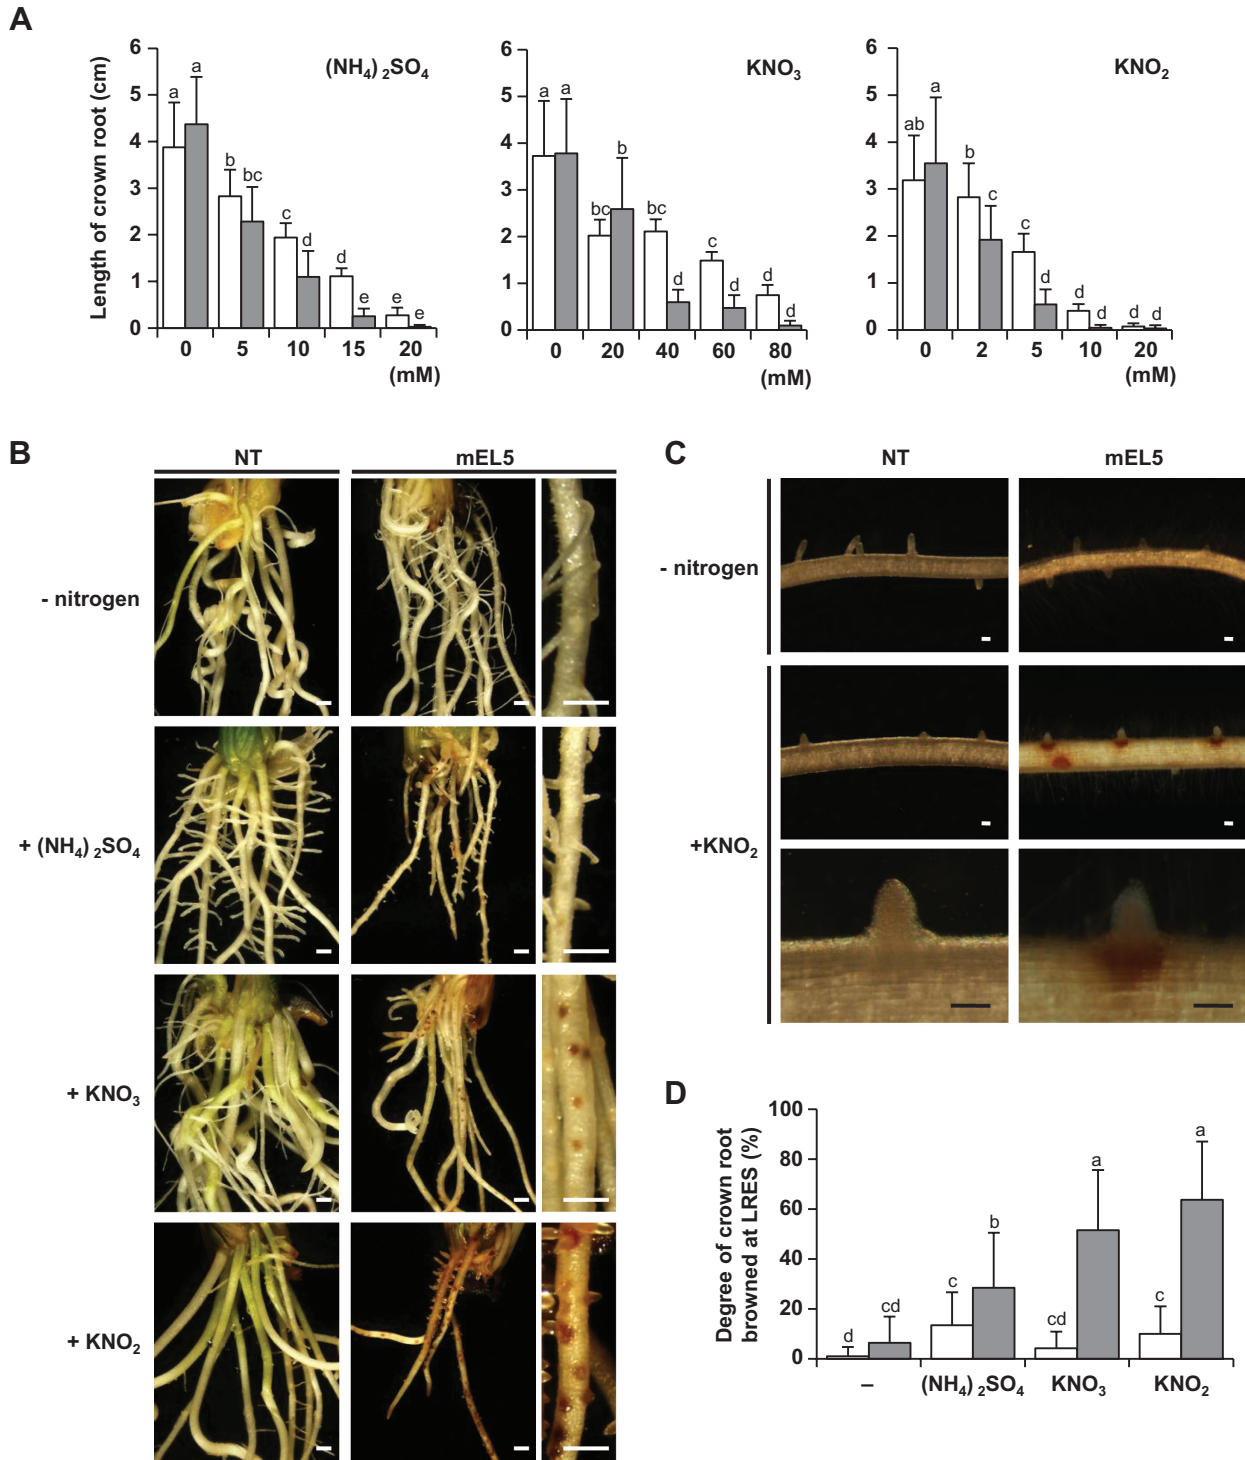 A
Length of crown root (cm)
6
5
4
3
2
1
0
(NH4) 2SO4
a
a
b
bc
c
d
d
e
e
e
0 5 10 15 20
(mM)
6
5
4
3
2
1
0
KNO3
a
a
bc
b
bc
d
c
d
d
d
0 20 40 60 80
(mM)
6
5
4
3
2
1
0
KNO2
ab
a
b
c
c
d
d
d
d
d
0 2 5 10 20
(mM)
B
NT mEL5
- nitrogen
+ (NH4) 2SO4
+ KNO3
+ KNO2
C
NT mEL5
- nitrogen
+KNO2
D
Degree of crown root
browned at LRES (%)
100
80
60
40
20
0
d
cd
c
b
cd
a
c
a
– (NH4) 2SO4 KNO3 KNO2